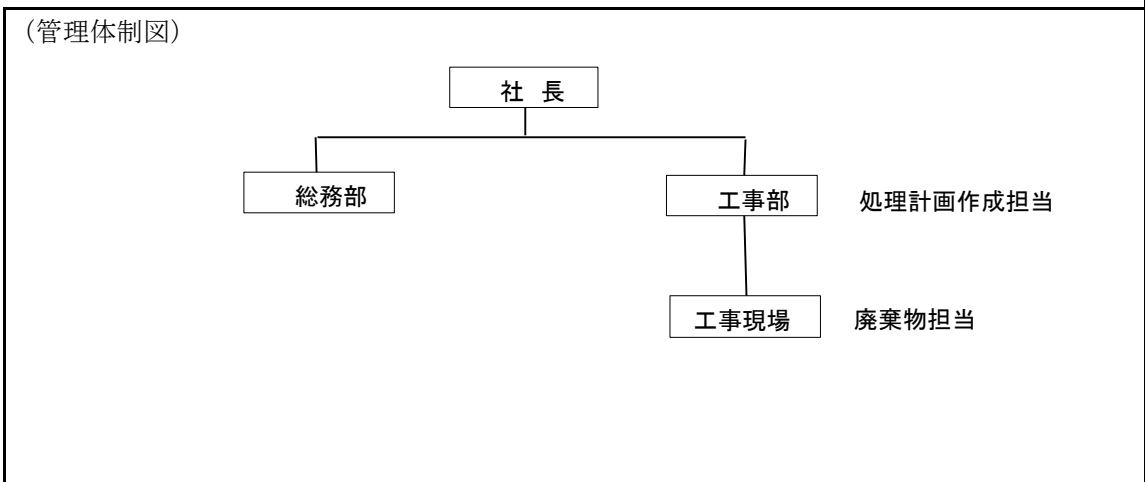 （管理体制図）
社 長
総務部
工事部 処理計画作成担当
工事現場 廃棄物担当